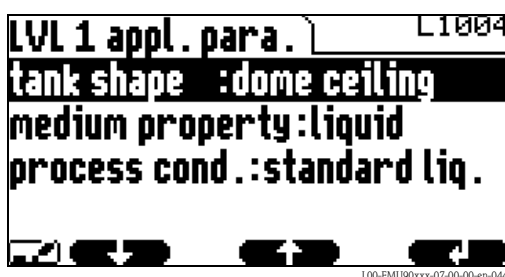 LVL 1 appl. para. L1004
tank shape :dome ceiling
medium property:liquid
process cond.:standard liq.
L00-FMU90xxx-07-00-00-en-044